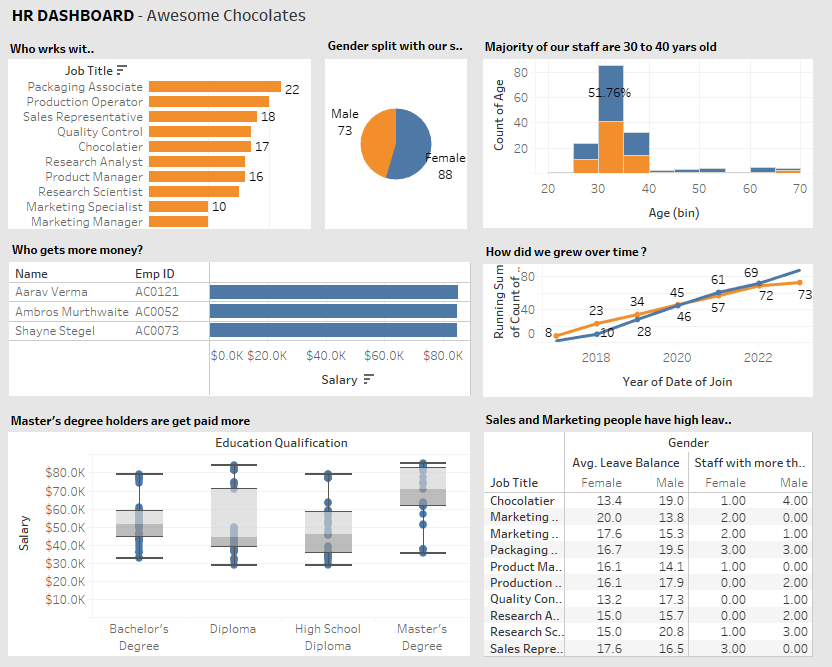 HR DASHBOARD - Awesome Chocolates
Who wrks wit..
Job Title
Packaging Associate 22
Production Operator
Sales Representative 18
Quality Control
Chocolatier 17
Research Analyst
Product Manager 16
Research Scientist
Marketing Specialist 10
Marketing Manager
Gender split with our s..
Male
73
Female
88
Majority of our staff are 30 to 40 yars old
Count of Age
80
60
40
20
51.76%
20 30 40 50 60 70
Age (bin)
Who gets more money?
Name Emp ID
Aarav Verma AC0121
Ambros Murthwaite AC0052
Shayne Stegel AC0073
$0.0K $20.0K $40.0K $60.0K $80.0K
Salary
How did we grew over time ?
Running Sum
of Count of ..
80
40
0
8 10 23 28 34 45 46 57 61 69 72 73
2018 2020 2022
Year of Date of Join
Master's degree holders are get paid more
Education Qualification
Salary
$80.0K
$70.0K
$60.0K
$50.0K
$40.0K
$30.0K
$20.0K
$10.0K
Bachelor's Degree
Diploma
High School Diploma
Master's Degree
Sales and Marketing people have high leav..
Gender
Avg. Leave Balance Staff with more th..
Job Title Female Male Female Male
Chocolatier 13.4 19.0 1.00 4.00
Marketing .. 20.0 13.8 2.00 0.00
Marketing .. 17.6 15.3 2.00 1.00
Packaging .. 16.7 19.5 3.00 3.00
Product Ma.. 16.1 14.1 1.00 0.00
Production .. 16.1 17.9 0.00 2.00
Quality Con.. 13.2 17.3 0.00 1.00
Research A.. 15.0 15.7 0.00 2.00
Research Sc.. 15.0 20.8 1.00 3.00
Sales Repre.. 17.6 16.5 3.00 0.00